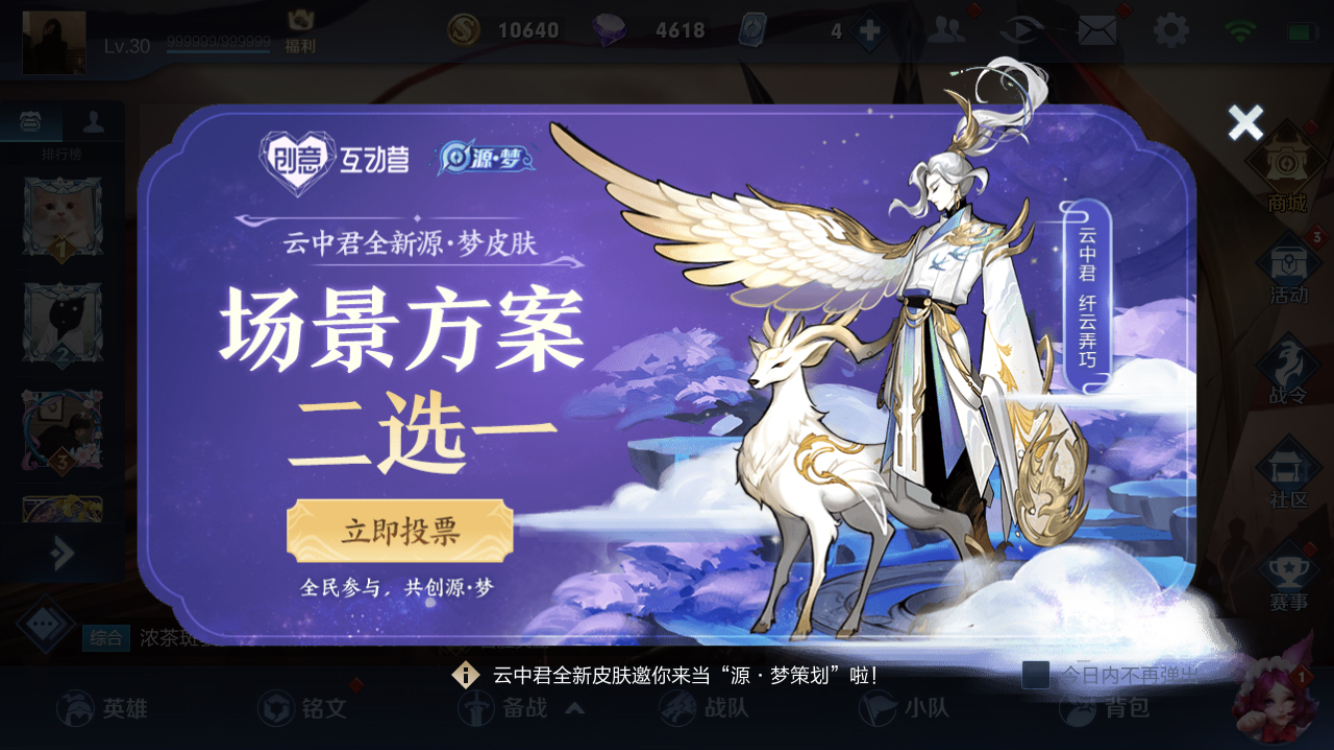 Lv.30
999999/999999
福利
10640
4618
4
排行榜
1
2
3
创意互动营
源·梦
云中君全新源·梦皮肤
场景方案
二选一
立即投票
全民参与，共创源·梦
云中君 纤云弄巧
商城
3
活动
战令
社区
赛事
综合
浓茶
云中君全新皮肤邀你来当“源·梦策划”啦！
今日内不再弹出
英雄
铭文
备战
战队
小队
背包
1